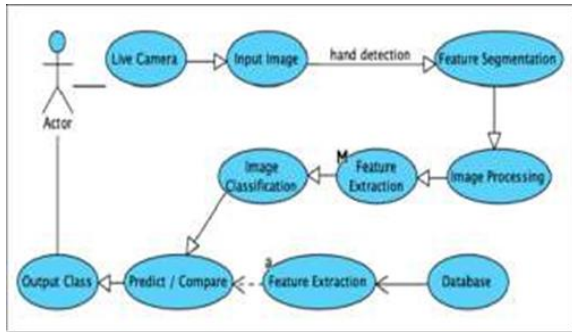 Live Camera
Input Image
hand detection
Feature Segmentation
Actor
Image
Classification
M
Feature
Extraction
Image Processing
Output Class
Predict / Compare
a
Feature Extraction
Database